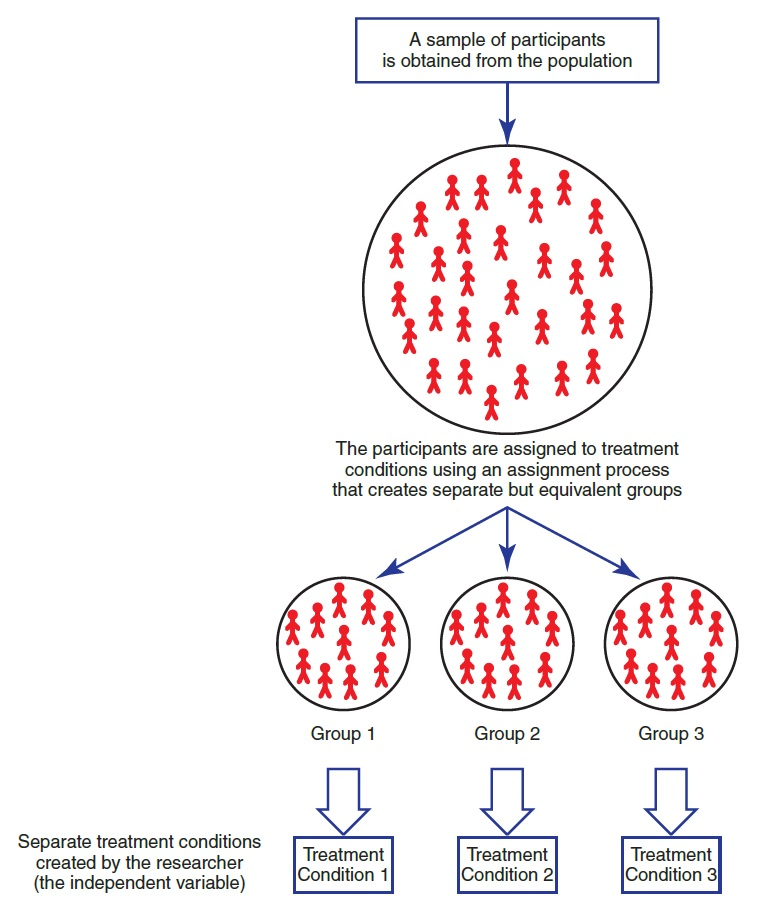 A sample of participants
is obtained from the population
The participants are assigned to treatment
conditions using an assignment process
that creates separate but equivalent groups
Group 1
Group 2
Group 3
Separate treatment conditions
created by the researcher
(the independent variable)
Treatment
Condition 1
Treatment
Condition 2
Treatment
Condition 3